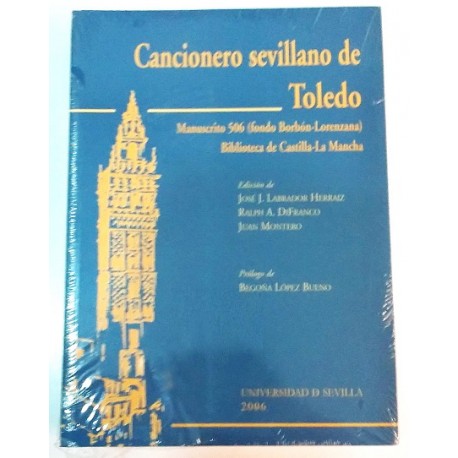 Cancionero sevillano de
Toledo
Manuscrito 506 (fondo Borbón-Lorenzana)
Biblioteca de Castilla-La Mancha
Edición de
José J. Labrador Herraiz
Ralph A. DiFranco
Juan Montero
Prólogo de
Begoña López Bueno
UNIVERSIDAD D SEVILLA
2006